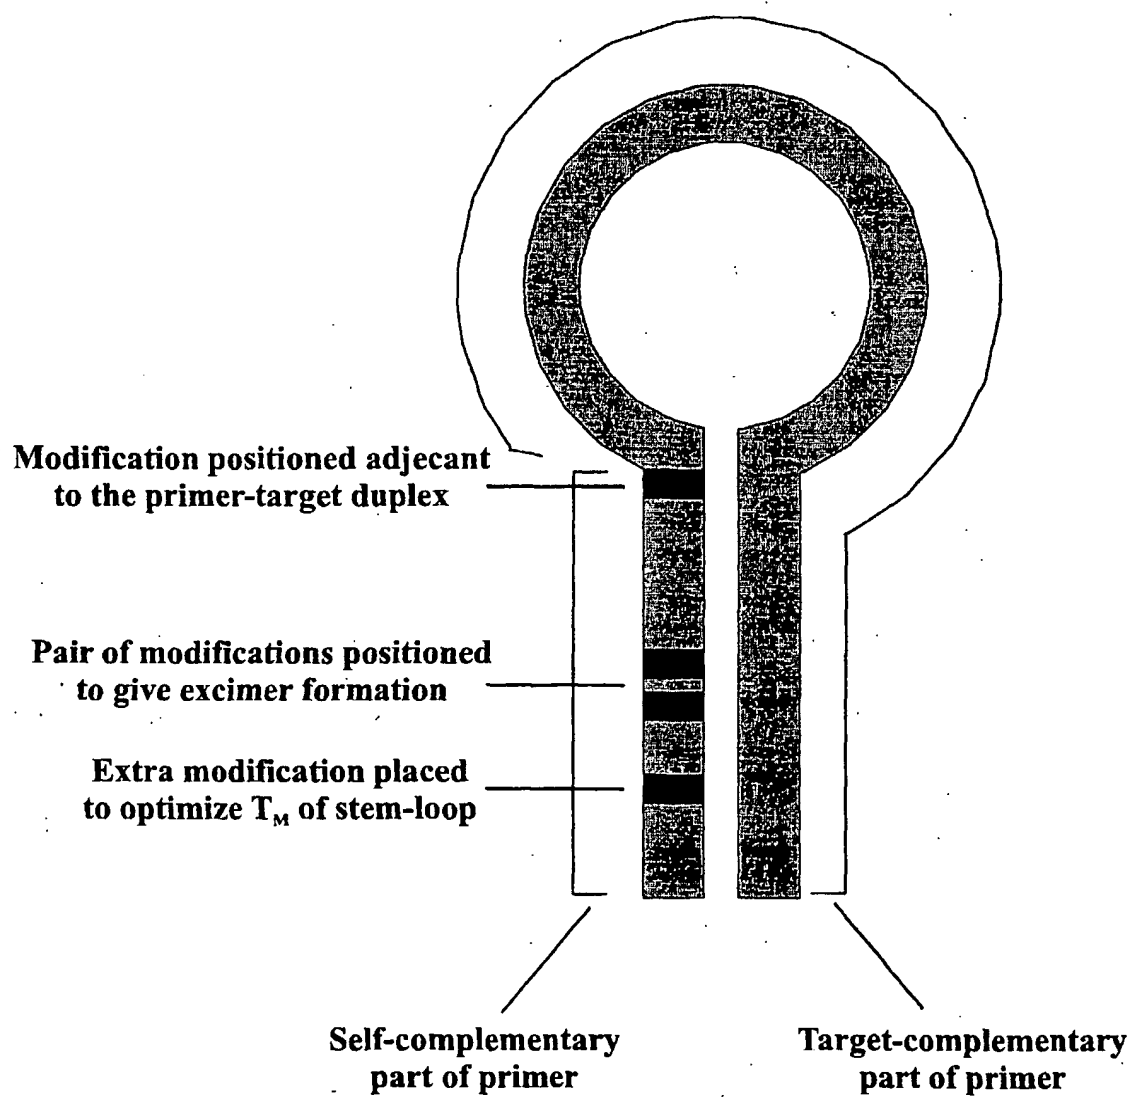 Modification positioned adjecant
to the primer-target duplex
Pair of modifications positioned
to give excimer formation
Extra modification placed
to optimize TM of stem-loop
Self-complementary
part of primer
Target-complementary
part of primer